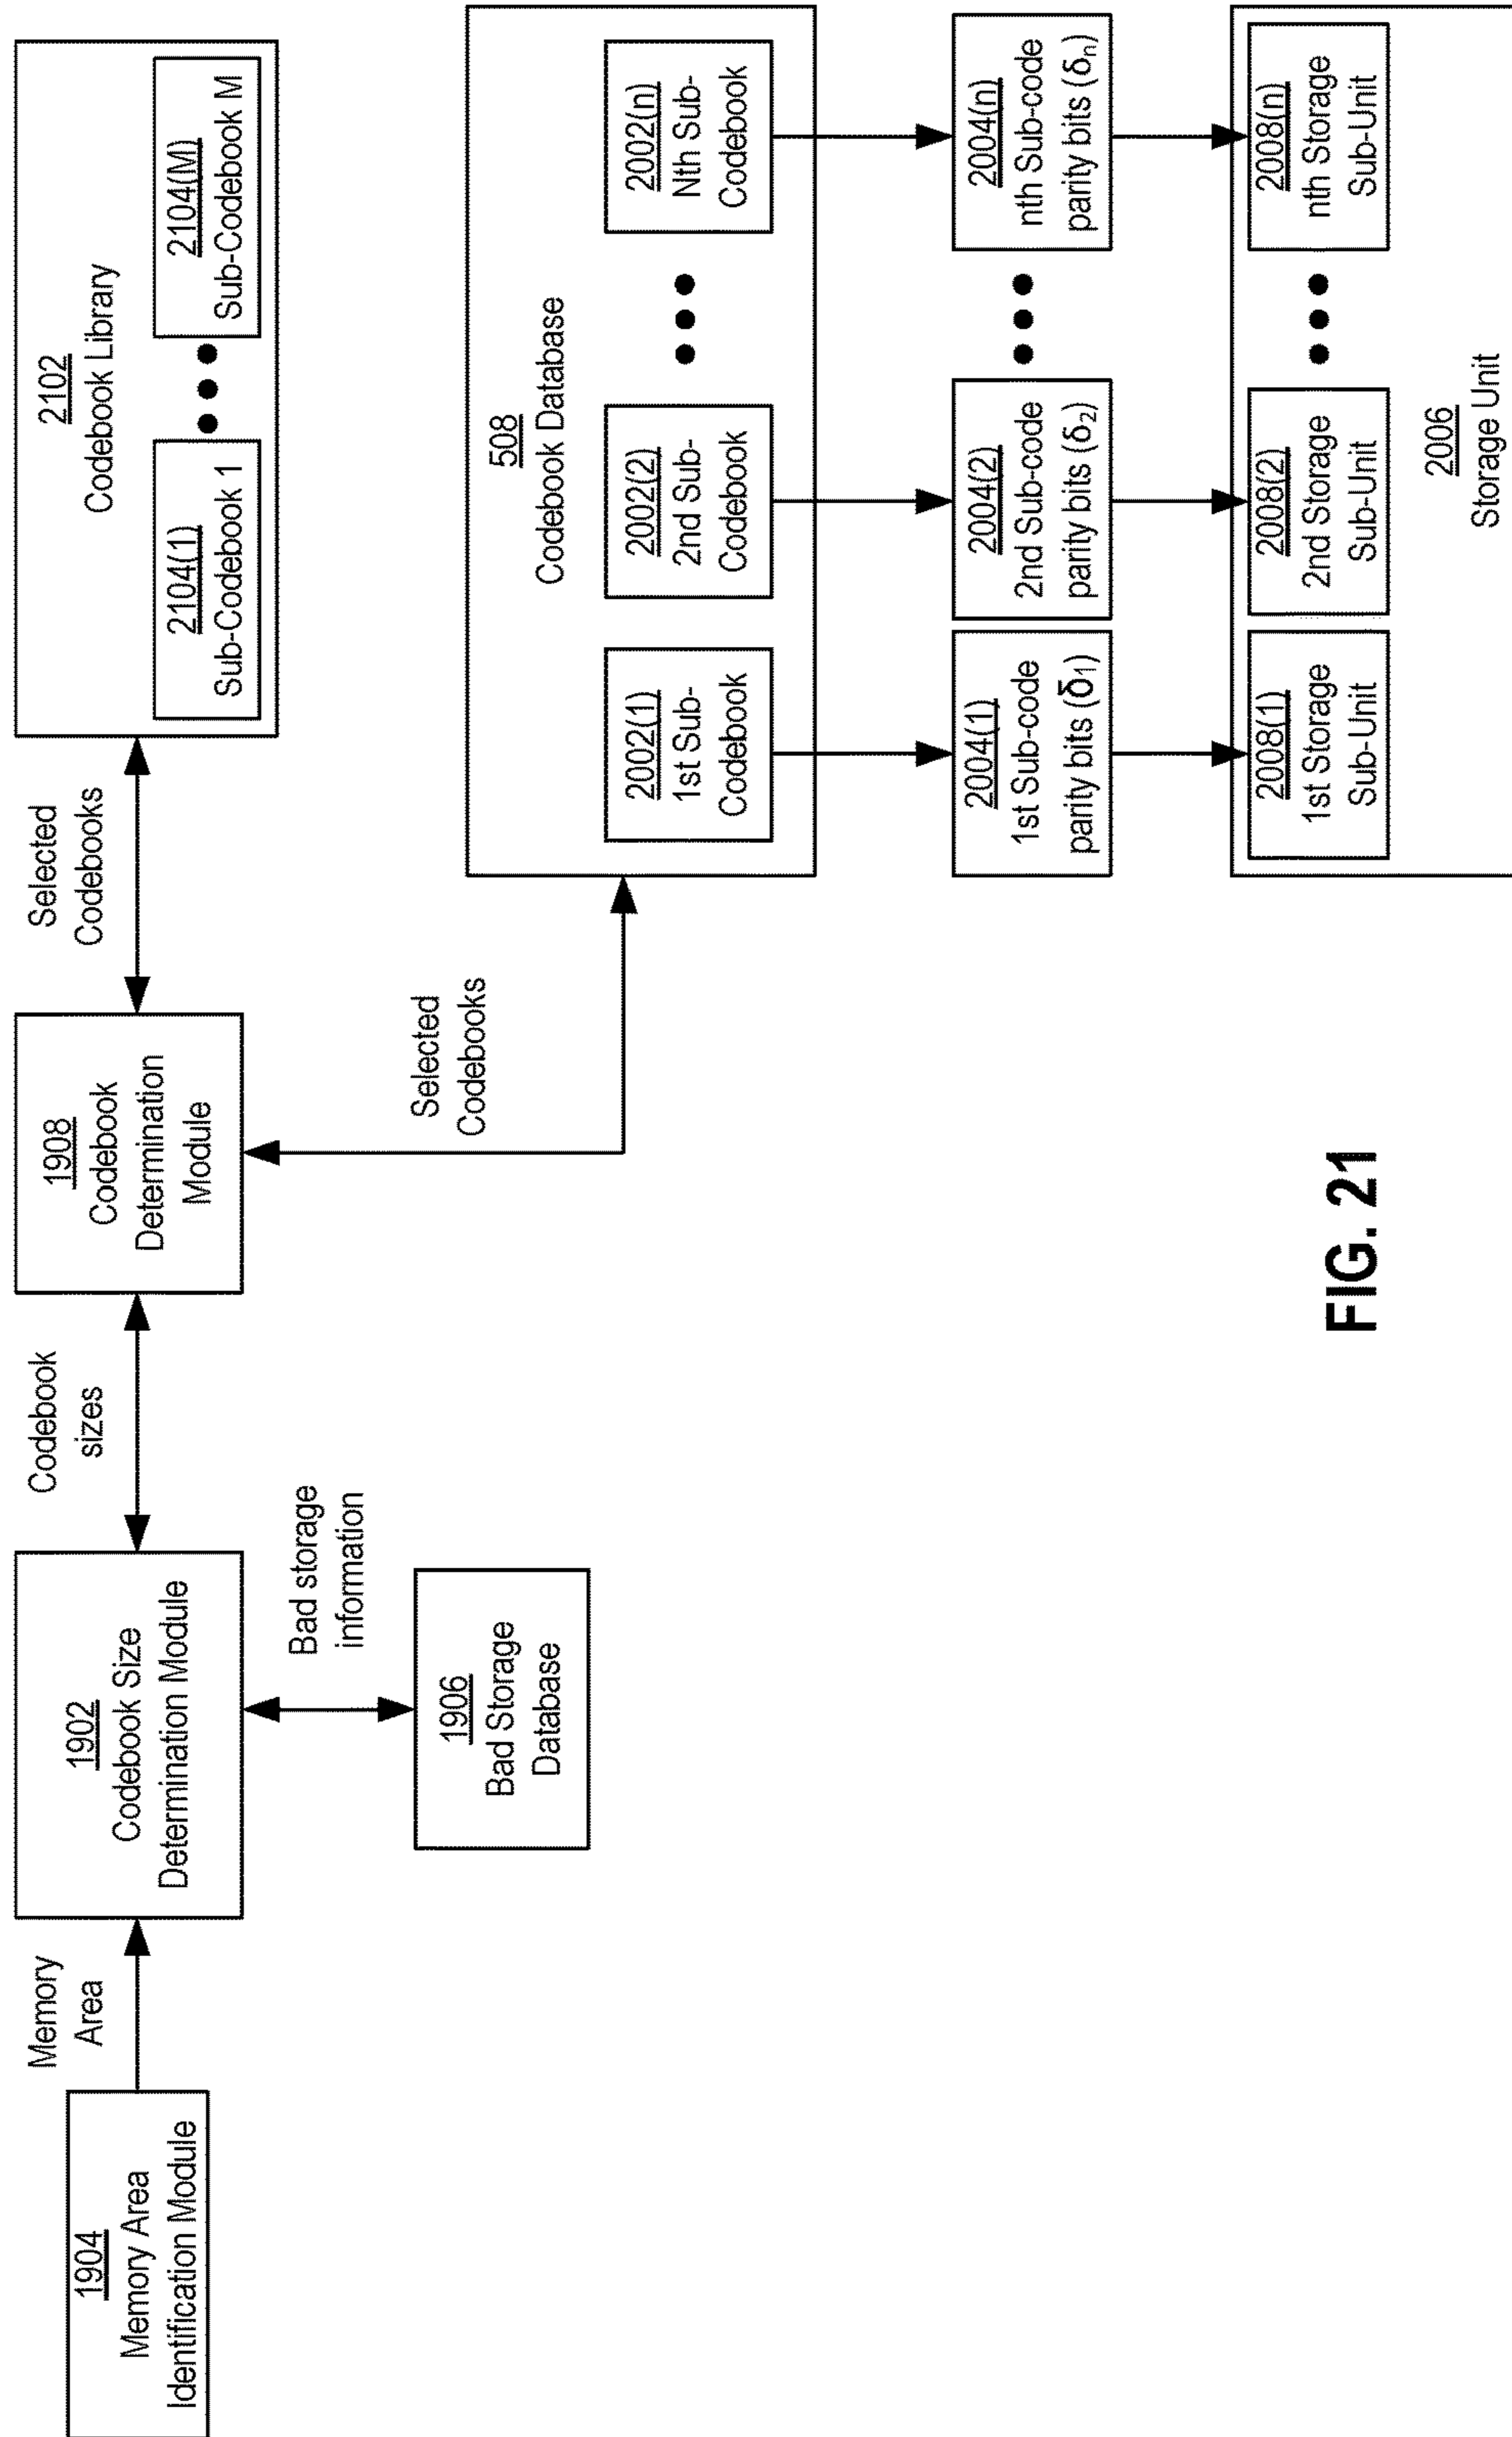 1904
Memory Area
Identification Module
Memory
Area
1902
Codebook Size
Determination Module
Bad storage
information
1906
Bad Storage
Database
Codebook
sizes
1908
Codebook
Determination
Module
Selected
Codebooks
2102
Codebook Library
2104(1)
Sub-Codebook 1
2104(M)
Sub-Codebook M
Selected
Codebooks
508
Codebook Database
2002(1)
1st Sub-
Codebook
2002(2)
2nd Sub-
Codebook
2002(n)
Nth Sub-
Codebook
2004(1)
1st Sub-code
parity bits (δ₁)
2004(2)
2nd Sub-code
parity bits (δ₂)
2004(n)
nth Sub-code
parity bits (δₙ)
2008(1)
1st Storage
Sub-Unit
2008(2)
2nd Storage
Sub-Unit
2008(n)
nth Storage
Sub-Unit
2006
Storage Unit
FIG. 21